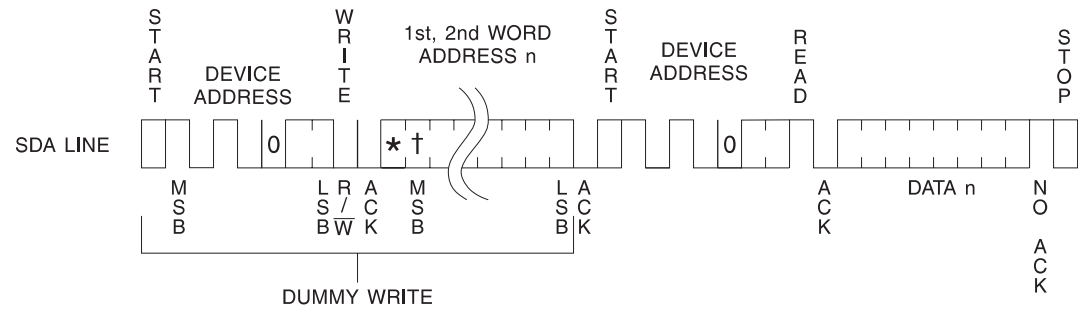 START
WRITE
1st, 2nd WORD
ADDRESS n
START
READ
STOP
DEVICE
ADDRESS
DEVICE
ADDRESS
SDA LINE
0
* †
0
MSB
LSB
R/W
ACK
MSB
LSB
ACK
ACK
DATA n
NO ACK
DUMMY WRITE